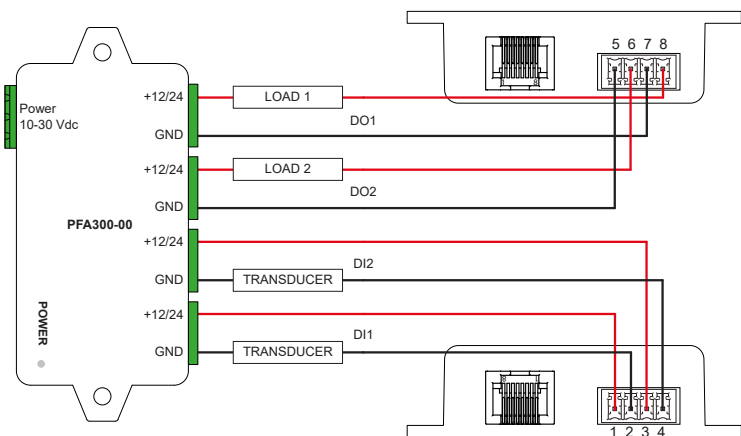 5 6 7 8
Power
10-30 Vdc
+12/24
LOAD 1
DO1
GND
+12/24
LOAD 2
DO2
GND
PFA300-00
+12/24
DI2
GND
TRANSDUCER
POWER
+12/24
DI1
GND
TRANSDUCER
1 2 3 4